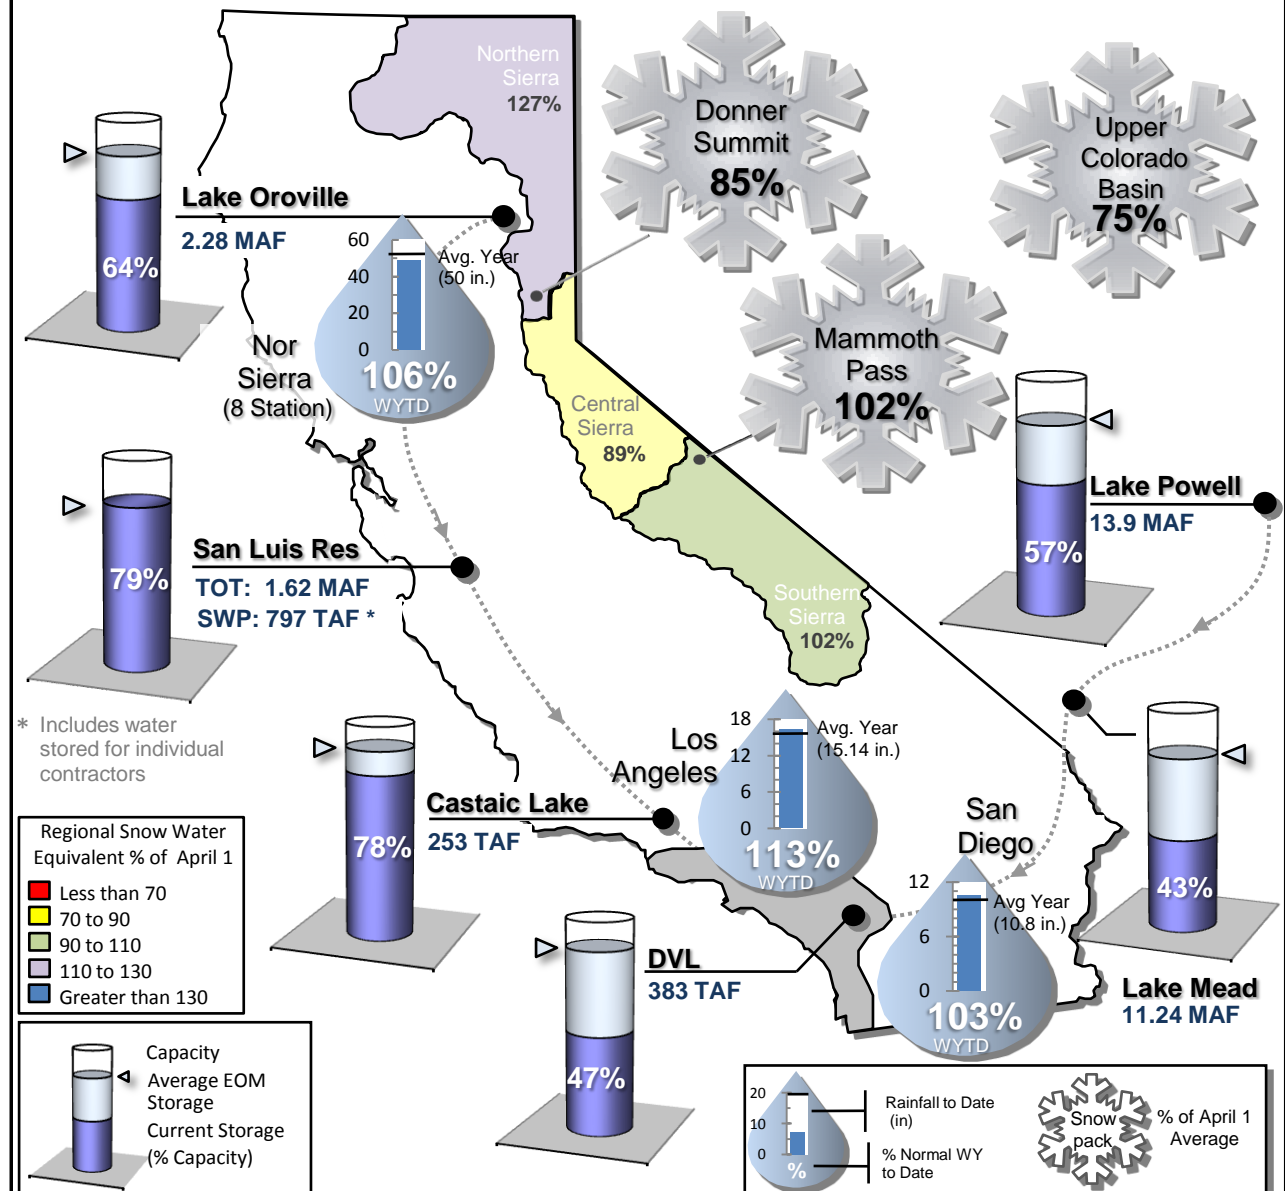 Northern
Sierra
127%
Donner
Summit
85%
Upper
Colorado
Basin
75%
Lake Oroville
2.28 MAF
64%
60
40
20
0
Avg. Year
(50 in.)
106%
WYTD
Nor
Sierra
(8 Station)
Mammoth
Pass
102%
Central
Sierra
89%
Lake Powell
13.9 MAF
57%
San Luis Res
TOT: 1.62 MAF
SWP: 797 TAF *
79%
Southern
Sierra
102%
* Includes water
stored for individual
contractors
Los
Angeles
18
12
6
0
Avg. Year
(15.14 in.)
113%
WYTD
Castaic Lake
253 TAF
78%
San
Diego
12
6
0
Avg Year
(10.8 in.)
103%
WYTD
43%
Lake Mead
11.24 MAF
DVL
383 TAF
47%
Regional Snow Water
Equivalent % of April 1
Less than 70
70 to 90
90 to 110
110 to 130
Greater than 130
Capacity
Average EOM
Storage
Current Storage
(% Capacity)
20
10
0
%
Rainfall to Date
(in)
% Normal WY
to Date
Snow
pack
% of April 1
Average